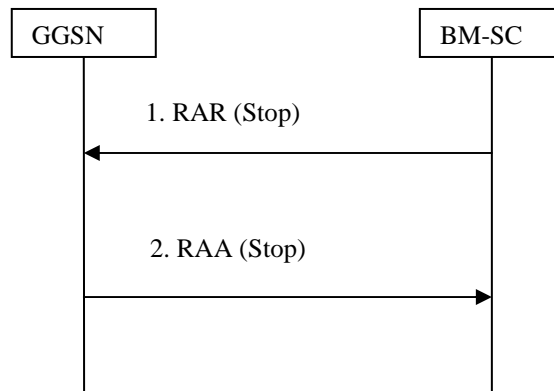 GGSN
BM-SC
1. RAR (Stop)
2. RAA (Stop)